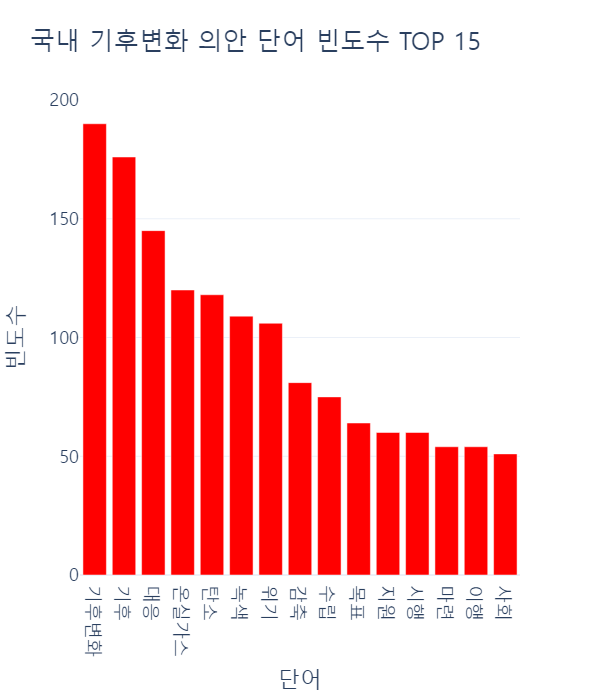 국내 기후변화 의안 단어 빈도수 TOP 15
200
150
100
50
0
빈도수
기후변화
기후
대응
온실가스
탄소
녹색
위기
감축
수립
목표
지원
시행
마련
이행
사회
단어